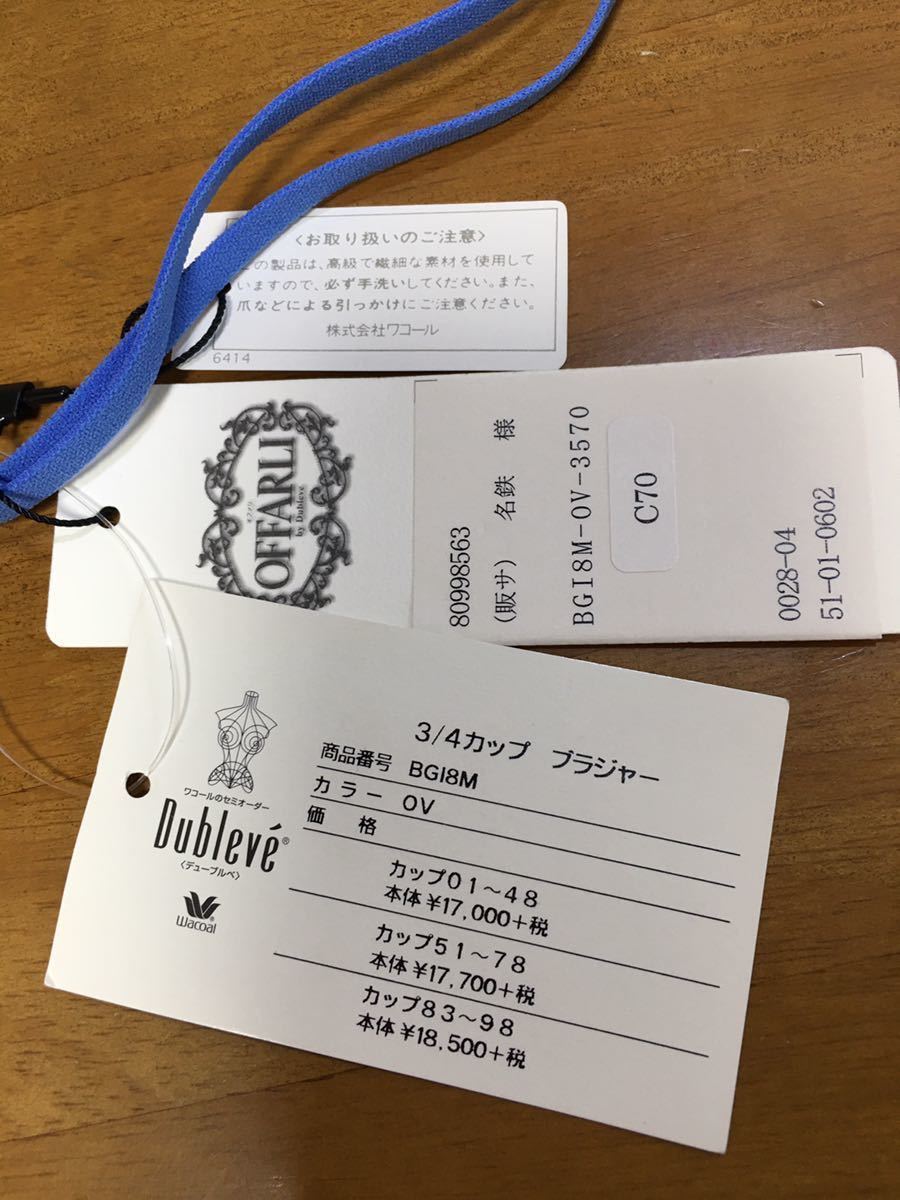 〈お取り扱いのご注意〉
の製品は、高級で繊細な素材を使用して
いますので、必ず手洗いしてください。また、
爪などによる引っかけにご注意ください。
株式会社ワコール
6414
OFFARLI
by Dublevé
80998563
(販サ) 名鉄 様
BGI8M-OV-3570
C70
0028-04
51-01-0602
3/4カップ ブラジャー
商品番号 BGI8M
カラー OV
価 格
カップ01~48
本体¥17,000+税
カップ51~78
本体¥17,700+税
カップ83~98
本体¥18,500+税
ワコールのセミオーダー
Dublevé®
〈デューブルベ〉
Wacoal